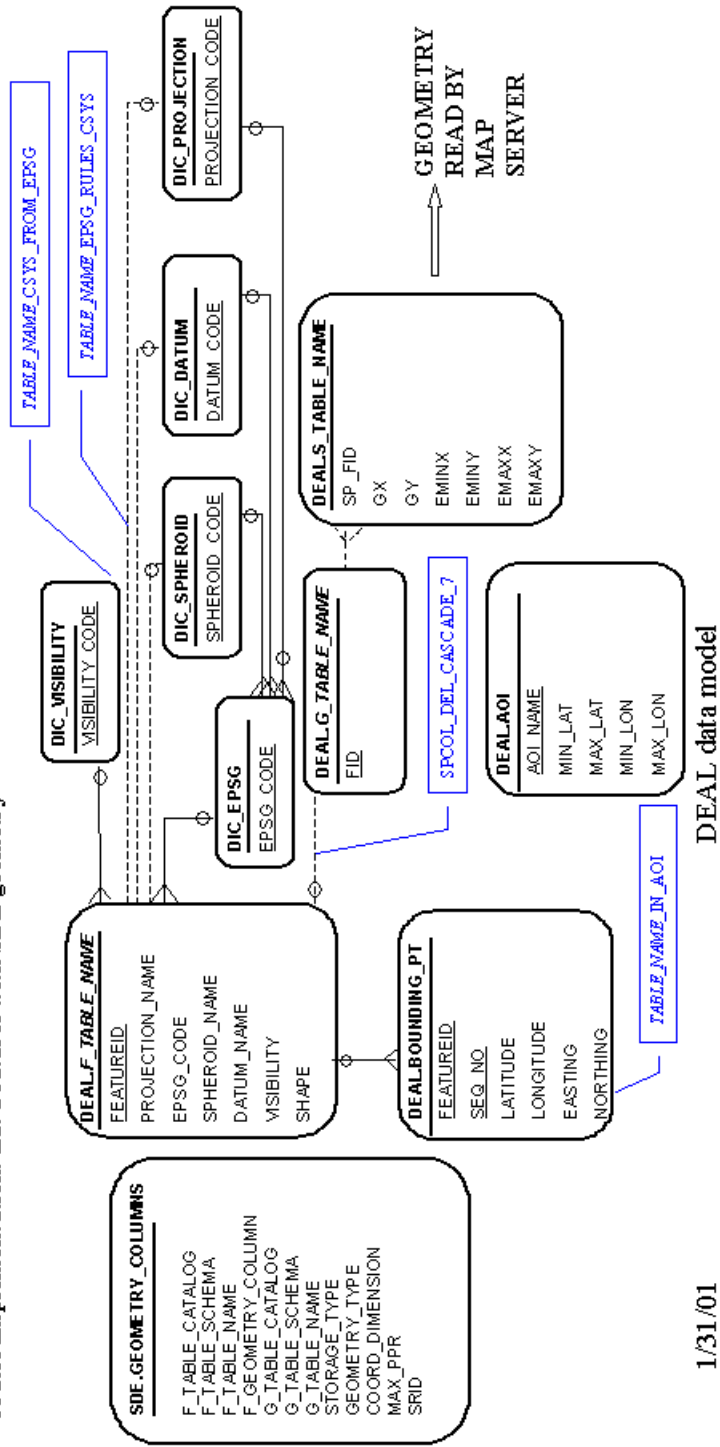 SDE.GEOMETRY_COLUMNS
F_TABLE_CATALOG
F_TABLE_SCHEMA
F_TABLE_NAME
F_GEOMETRY_COLUMN
G_TABLE_CATALOG
G_TABLE_SCHEMA
G_TABLE_NAME
STORAGE_TYPE
GEOMETRY_TYPE
COORD_DIMENSION
MAX_PPR
SRID
DEAL.F_TABLE_NAME
FEATUREID
PROJECTION_NAME
EPSG_CODE
SPHEROID_NAME
DATUM_NAME
VISIBILITY
SHAPE
DEAL.BOUNDING_PT
FEATUREID
SEQ_NO
LATITUDE
LONGITUDE
EASTING
NORTHING
DIC_VISIBILITY
VISIBILITY_CODE
DIC_EPSG
EPSG_CODE
DIC_SPHEROID
SPHEROID_CODE
DIC_DATUM
DATUM_CODE
DIC_PROJECTION
PROJECTION_CODE
TABLE_NAME_CSYS_FROM_EPSG
TABLE_NAME_EPSG_RULES_CSYS
DEAL.G_TABLE_NAME
FID
DEAL.S_TABLE_NAME
SP_FID
GX
GY
EMINX
EMINY
EMAXX
EMAXY
GEOMETRY
READ BY
MAP
SERVER
SPCOL_DEL_CASCADE_7
DEAL.AOI
AOI_NAME
MIN_LAT
MAX_LAT
MIN_LON
MAX_LON
TABLE_NAME_IN_AOI
1/31/01
DEAL data model